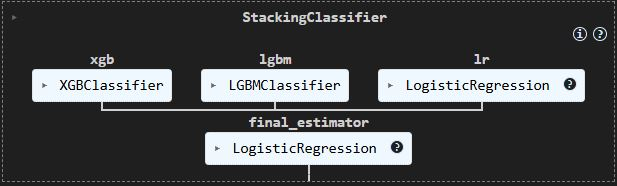 StackingClassifier
i ?
xgb lgbm lr
XGBClassifier LGBMClassifier LogisticRegression ?
final_estimator
LogisticRegression ?